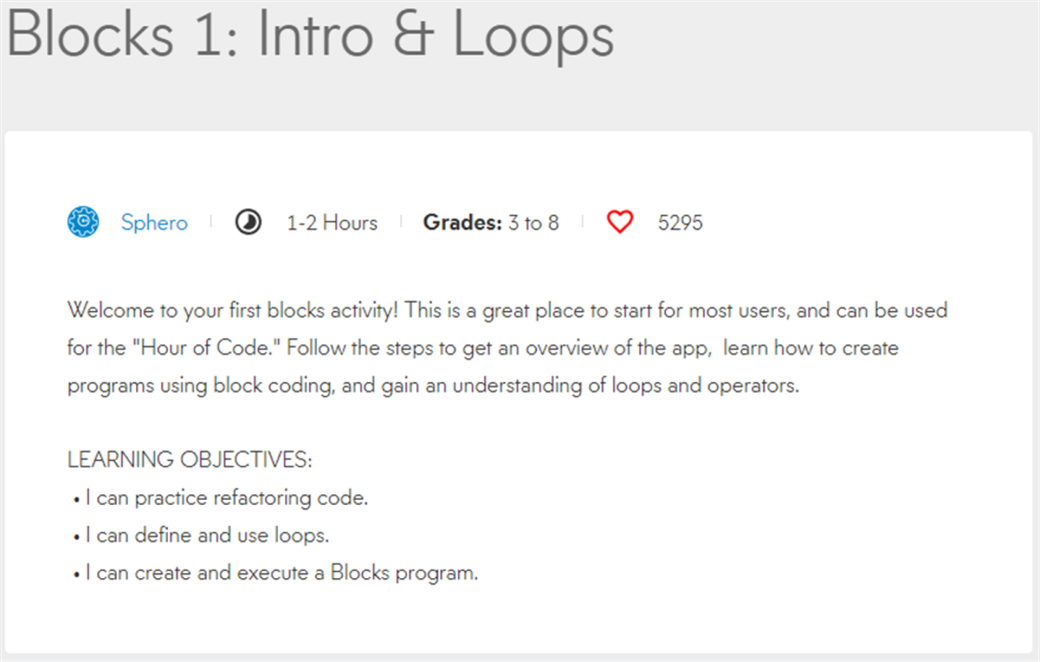 Blocks 1: Intro & Loops
Sphero 1-2 Hours Grades: 3 to 8 5295
Welcome to your first blocks activity! This is a great place to start for most users, and can be used
for the "Hour of Code." Follow the steps to get an overview of the app,  learn how to create
programs using block coding, and gain an understanding of loops and operators.
LEARNING OBJECTIVES:
• I can practice refactoring code.
• I can define and use loops.
• I can create and execute a Blocks program.